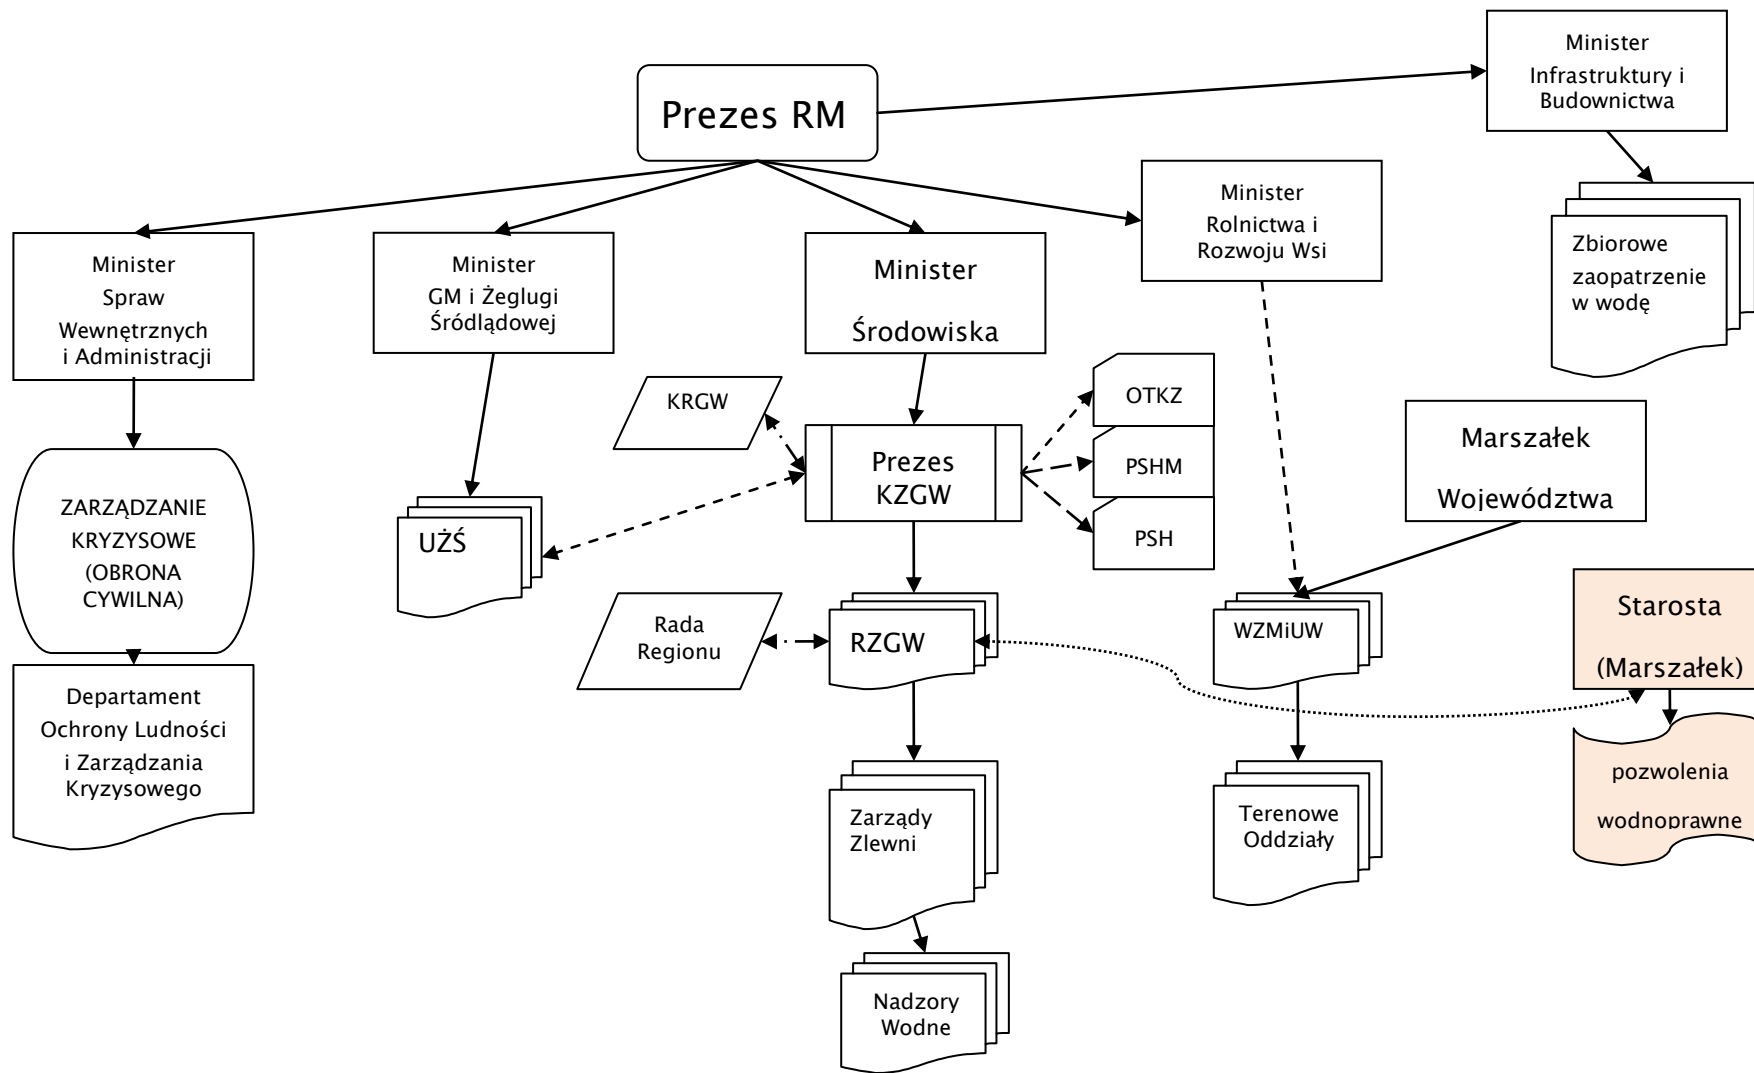 Minister
Infrastruktury i
Budownictwa
Prezes RM
Minister
Rolnictwa i
Rozwoju Wsi
Zbiorowe
zaopatrzenie
w wodę
Minister
Spraw
Wewnętrznych
i Administracji
Minister
GM i Żeglugi
Śródlądowej
Minister
Środowiska
KRGW
OTKZ
PSHM
PSH
Prezes
KZGW
Marszałek
Województwa
ZARZĄDZANIE
KRYZYSOWE
(OBRONA
CYWILNA)
UŻŚ
Rada
Regionu
RZGW
WZMiUW
Starosta
(Marszałek)
Departament
Ochrony Ludności
i Zarządzania
Kryzysowego
pozwolenia
wodnoprawne
Zarządy
Zlewni
Terenowe
Oddziały
Nadzory
Wodne